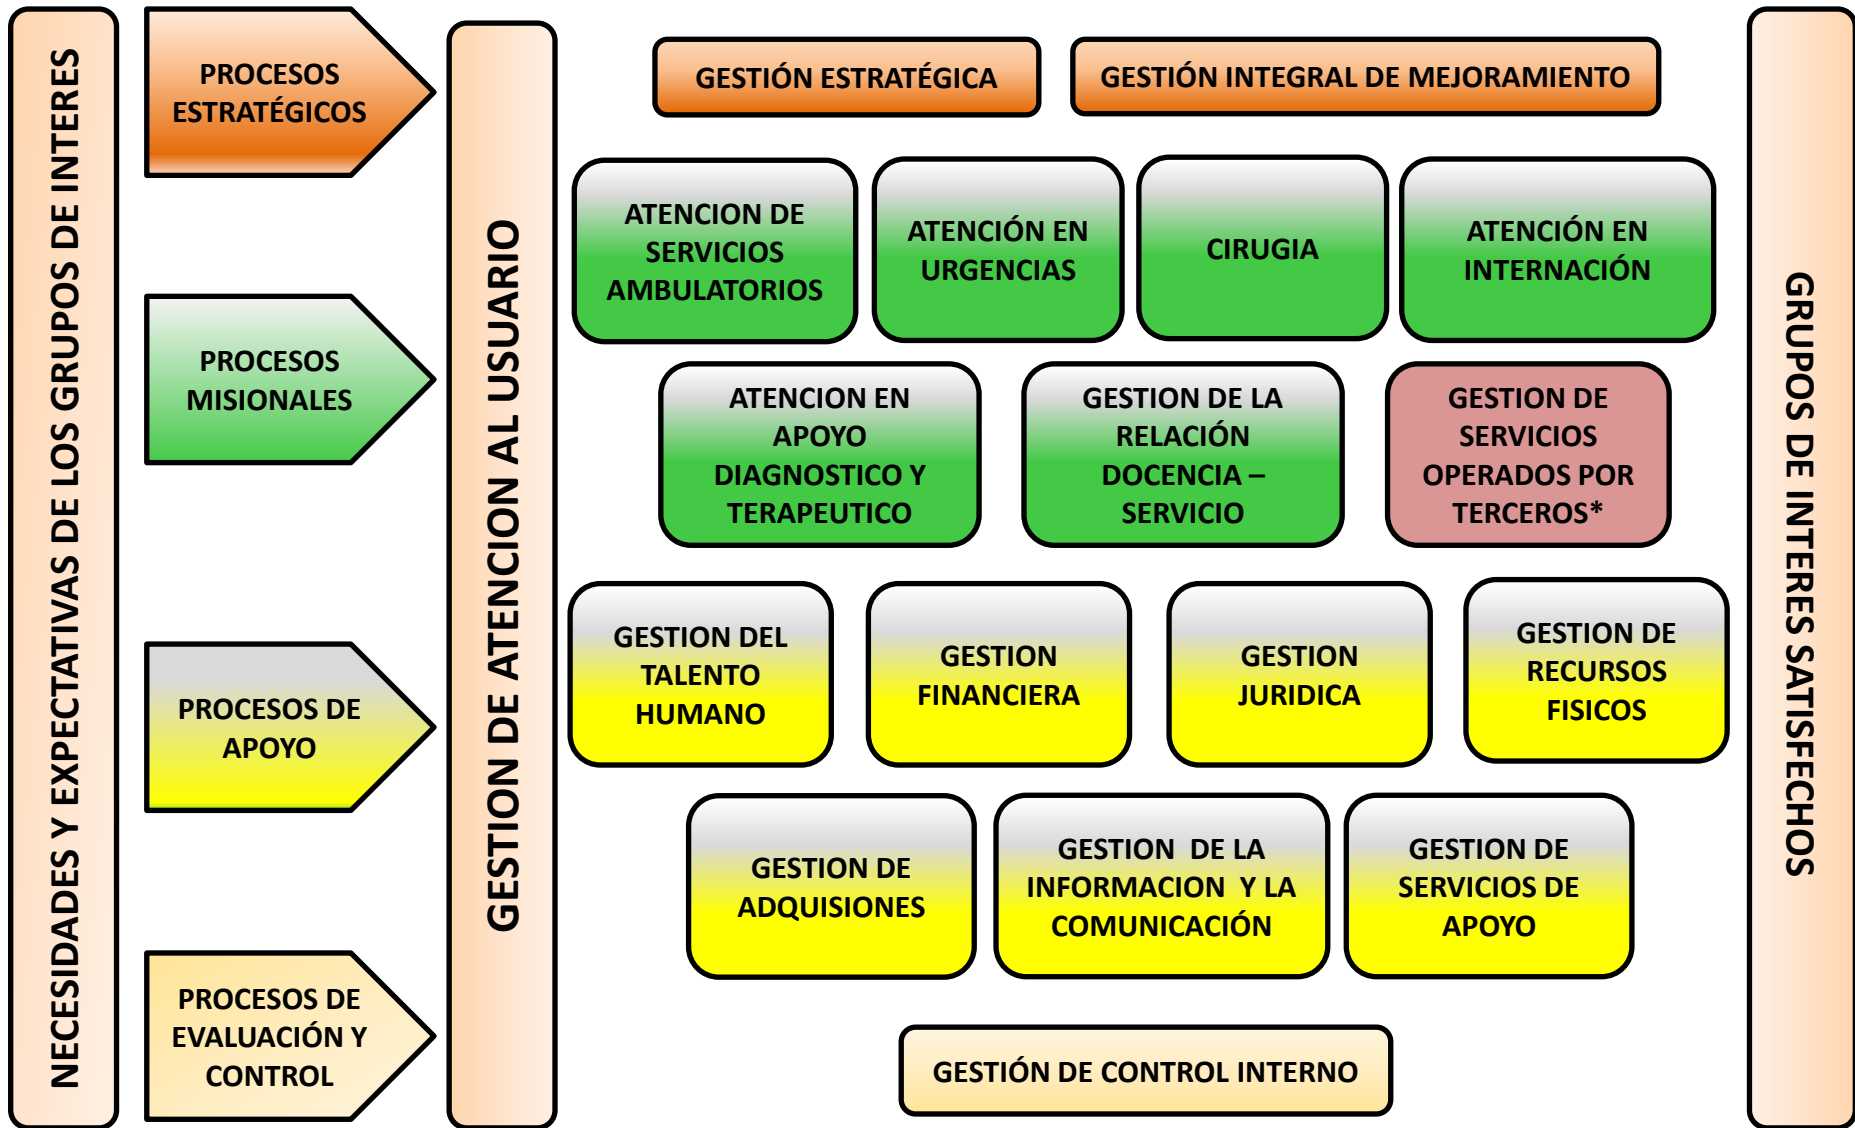 NECESIDADES Y EXPECTATIVAS DE LOS GRUPOS DE INTERES
PROCESOS
ESTRATÉGICOS
PROCESOS
MISIONALES
PROCESOS DE
APOYO
PROCESOS DE
EVALUACIÓN Y
CONTROL
GESTION DE ATENCION AL USUARIO
GESTIÓN ESTRATÉGICA
GESTIÓN INTEGRAL DE MEJORAMIENTO
ATENCION DE
SERVICIOS
AMBULATORIOS
ATENCIÓN EN
URGENCIAS
CIRUGIA
ATENCIÓN EN
INTERNACIÓN
ATENCION EN
APOYO
DIAGNOSTICO Y
TERAPEUTICO
GESTION DE LA
RELACIÓN
DOCENCIA –
SERVICIO
GESTION DE
SERVICIOS
OPERADOS POR
TERCEROS*
GESTION DEL
TALENTO
HUMANO
GESTION
FINANCIERA
GESTION
JURIDICA
GESTION DE
RECURSOS
FISICOS
GESTION DE
ADQUISIONES
GESTION DE LA
INFORMACION Y LA
COMUNICACIÓN
GESTION DE
SERVICIOS DE
APOYO
GESTIÓN DE CONTROL INTERNO
GRUPOS DE INTERES SATISFECHOS